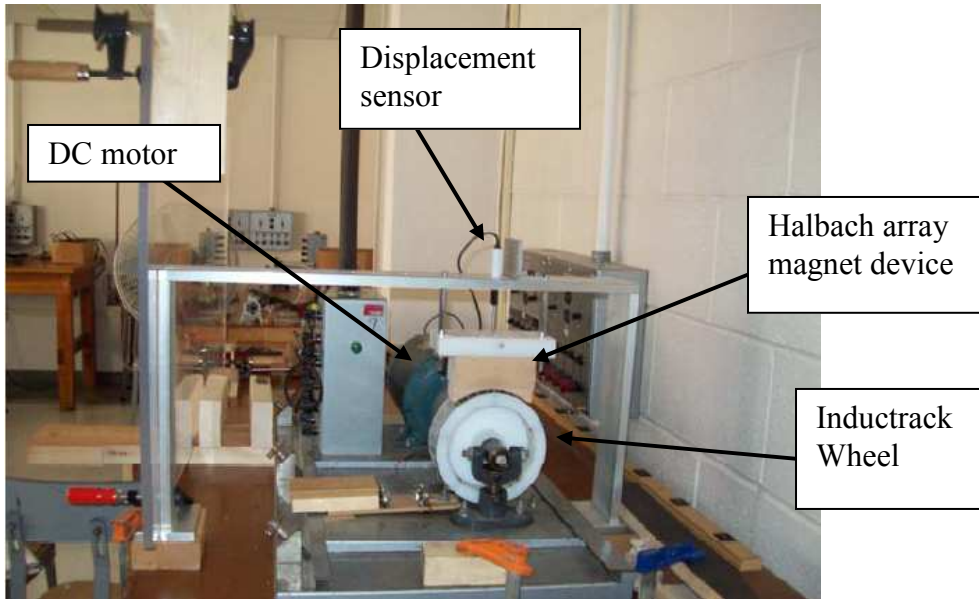 Displacement
sensor
DC motor
Halbach array
magnet device
Inductrack
Wheel